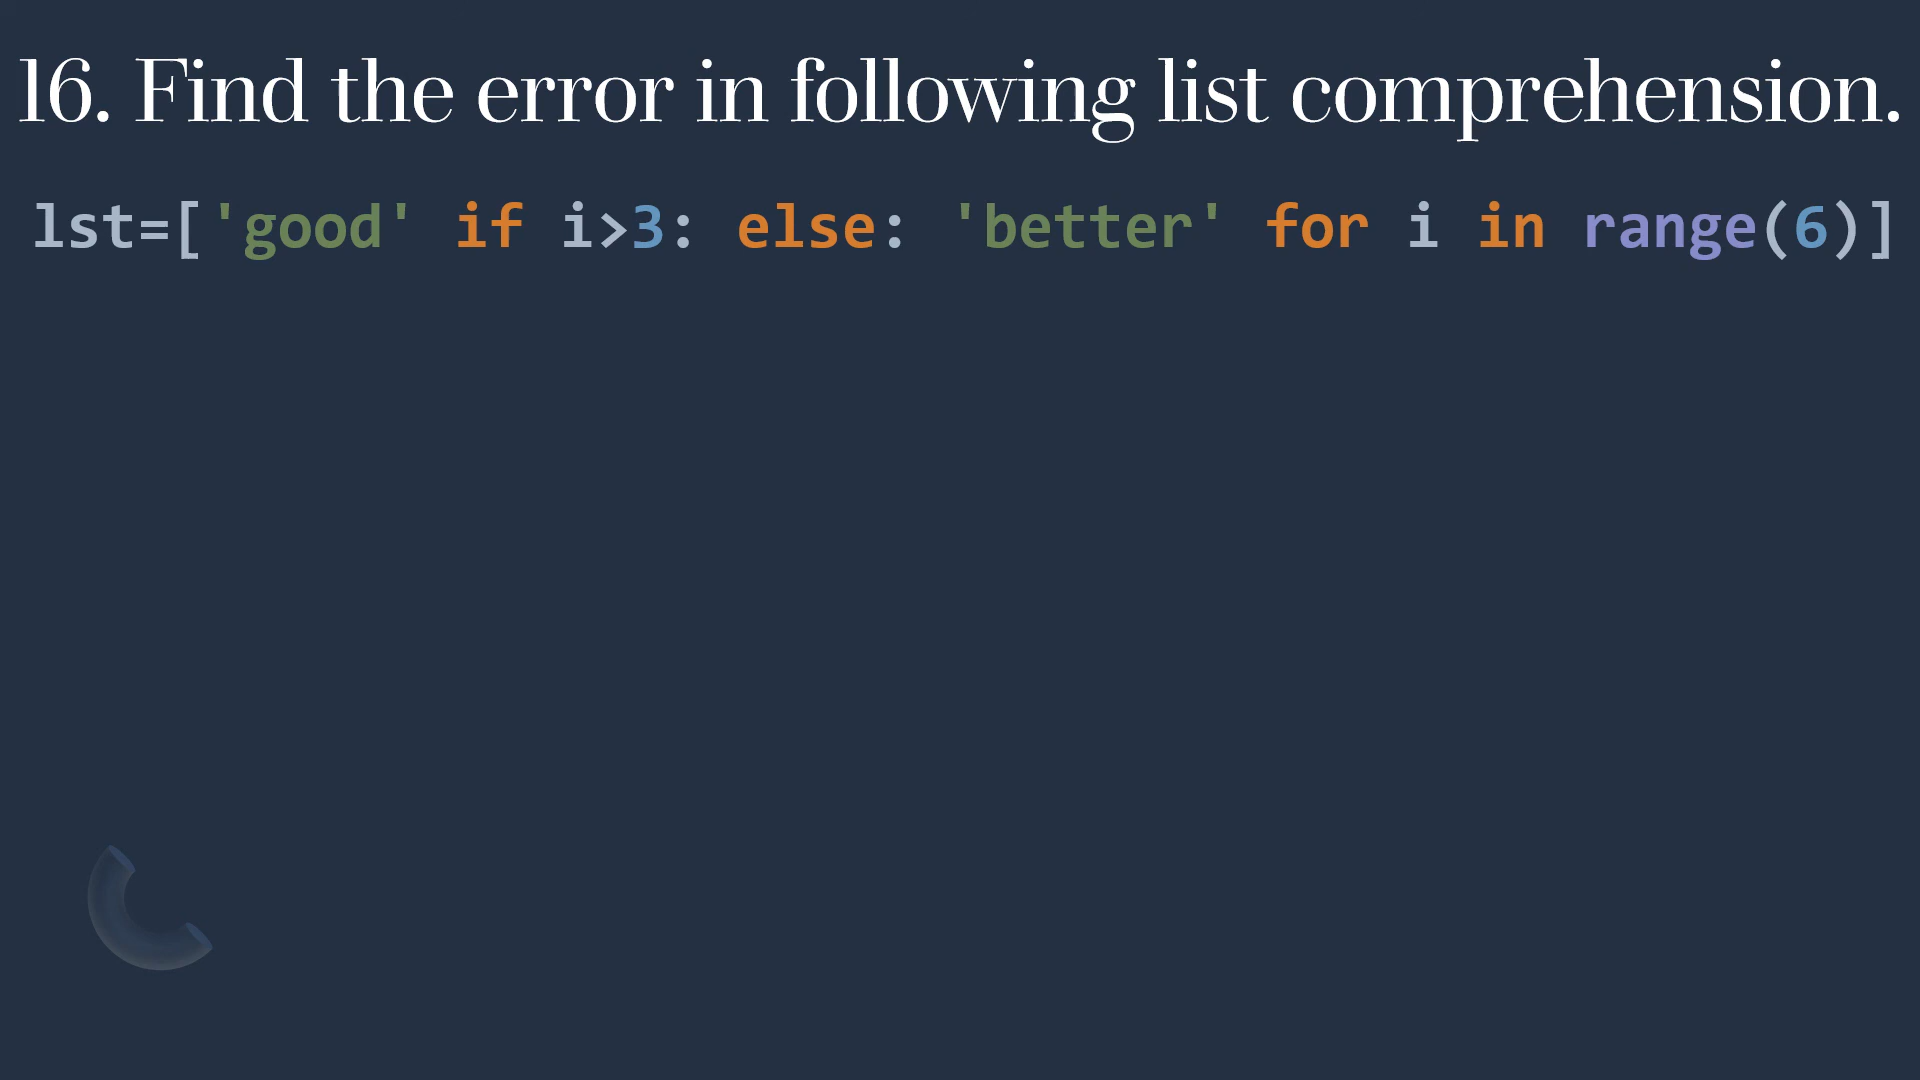 16. Find the error in following list comprehension.
lst=['good' if i>3: else: 'better' for i in range(6)]